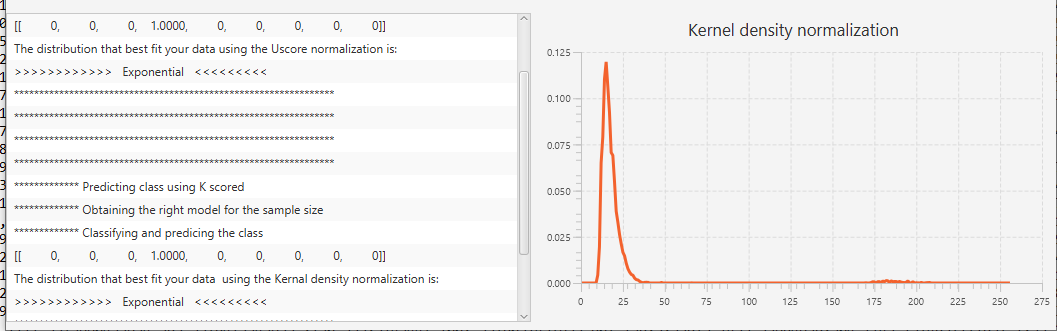 [[ 0, 0, 0, 1.0000, 0, 0, 0, 0]]
The distribution that best fit your data using the Uscore normalization is:
>>>>>>>>>>>> Exponential <<<<<<<<<
****************************************************************
****************************************************************
****************************************************************
****************************************************************
************* Predicting class using K scored
************* Obtaining the right model for the sample size
************* Classifying and predicing the class
[[ 0, 0, 0, 1.0000, 0, 0, 0, 0]]
The distribution that best fit your data using the Kernal density normalization is:
>>>>>>>>>>>> Exponential <<<<<<<<<
Kernel density normalization
0.125
0.100
0.075
0.050
0.025
0.000
0 25 50 75 100 125 150 175 200 225 250 275